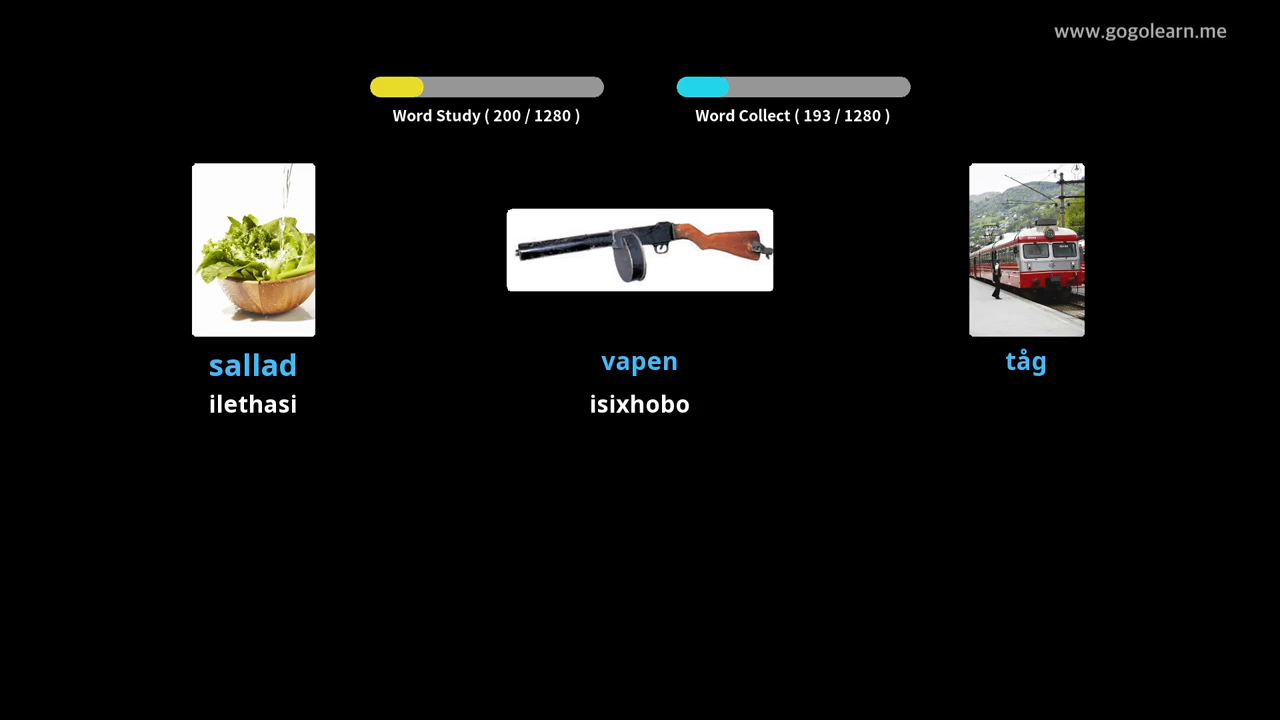 www.gogolearn.me
Word Study ( 200 / 1280 )
Word Collect ( 193 / 1280 )
sallad
vapen
tåg
ilethasi
isixhobo